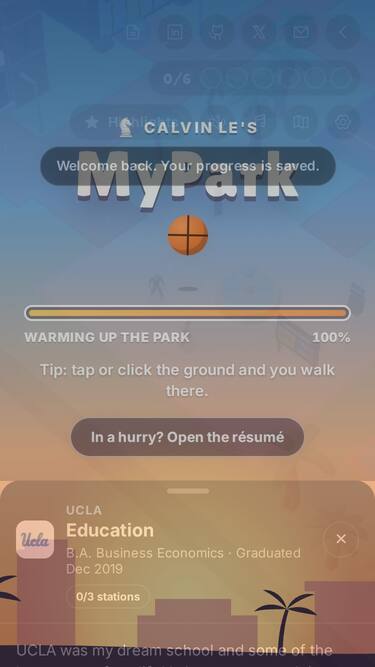 0/6
Highlights
CALVIN LE'S
Welcome back. Your progress is saved.
MyPark
WARMING UP THE PARK
100%
Tip: tap or click the ground and you walk
there.
In a hurry? Open the résumé
UCLA
Ucla
Education
B.A. Business Economics · Graduated
Dec 2019
0/3 stations
UCLA was my dream school and some of the